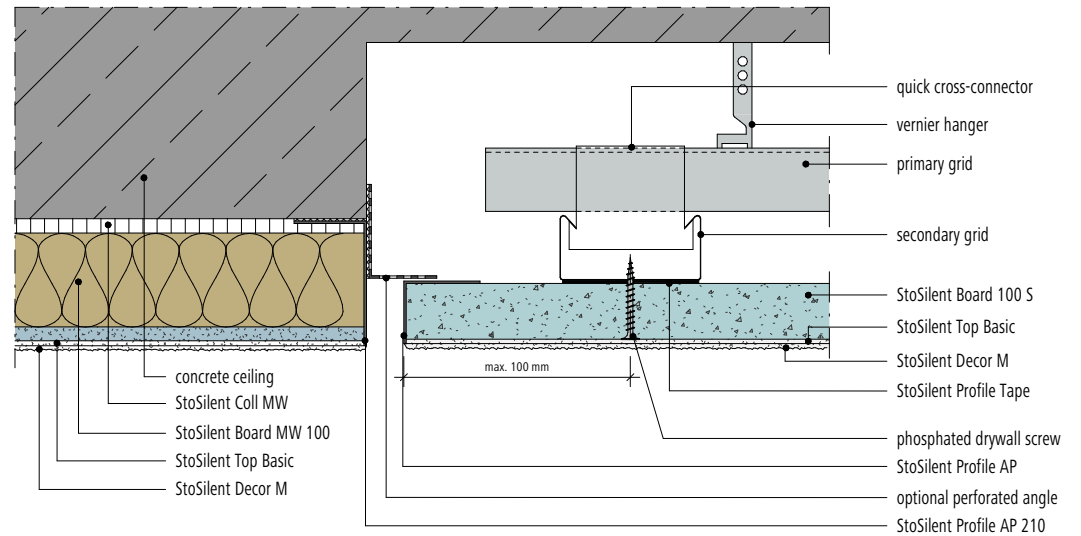 quick cross-connector
vernier hanger
primary grid
secondary grid
StoSilent Board 100 S
StoSilent Top Basic
StoSilent Decor M
StoSilent Profile Tape
phosphated drywall screw
StoSilent Profile AP
optional perforated angle
StoSilent Profile AP 210
max. 100 mm
concrete ceiling
StoSilent Coll MW
StoSilent Board MW 100
StoSilent Top Basic
StoSilent Decor M